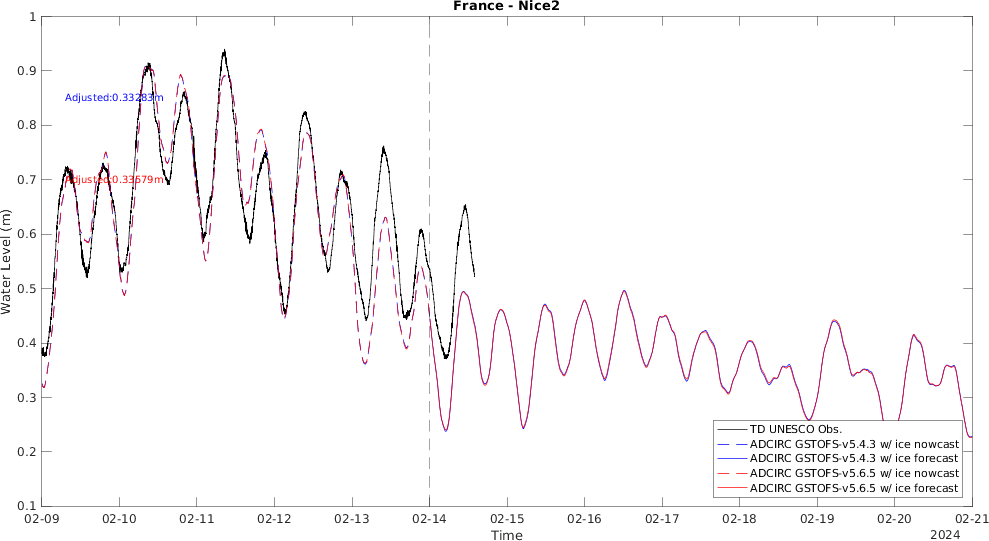 France - Nice2
Water Level (m)
1
0.9
0.8
0.7
0.6
0.5
0.4
0.3
0.2
0.1
Adjusted:0.33283m
Adjusted:0.33679m
TD UNESCO Obs.
ADCIRC GSTOFS-v5.4.3 w/ ice nowcast
ADCIRC GSTOFS-v5.4.3 w/ ice forecast
ADCIRC GSTOFS-v5.6.5 w/ ice nowcast
ADCIRC GSTOFS-v5.6.5 w/ ice forecast
02-09 02-10 02-11 02-12 02-13 02-14 02-15 02-16 02-17 02-18 02-19 02-20 02-21
Time
2024